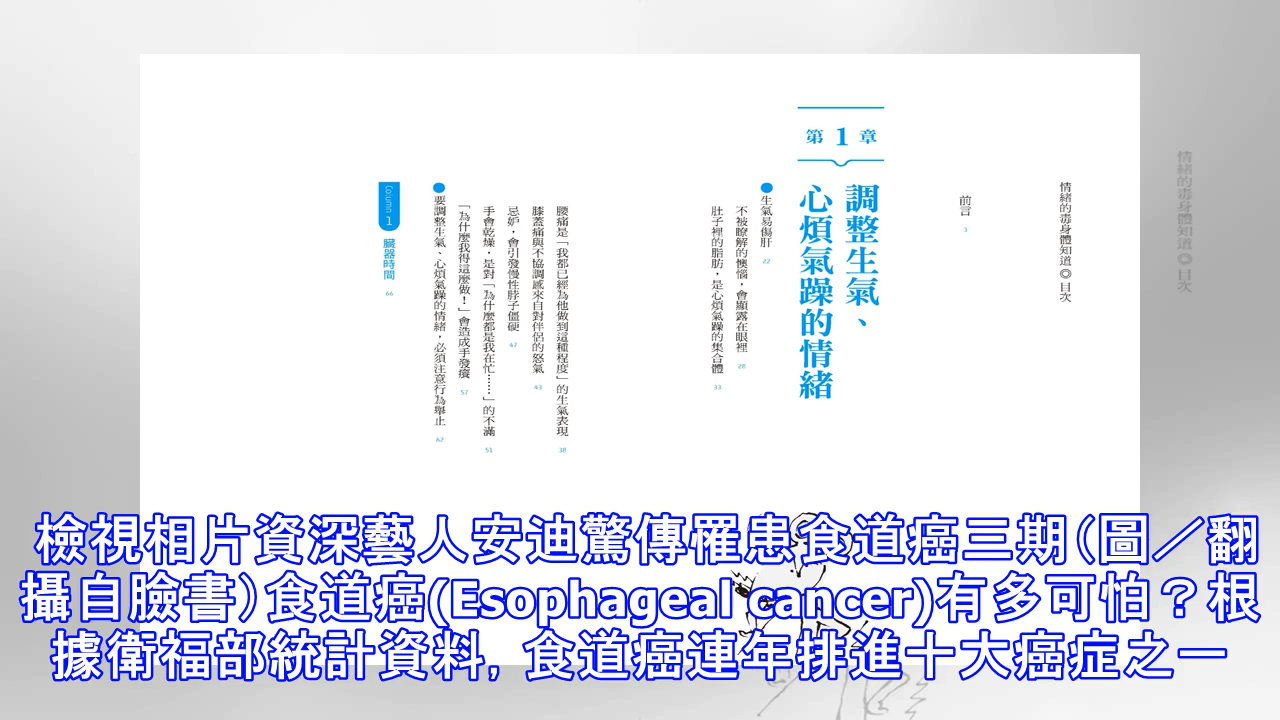 情緒的毒身體知道◎目次
情緒的毒身體知道◎目次
前言 3
第1章
調整生氣、
心煩氣躁的情緒
●生氣易傷肝 22
不被瞭解的懊惱，會顯露在眼裡 28
肚子裡的脂肪，是心煩氣躁的集合體 33
腰痛是「我都已經為他做到這種程度」的生氣表現 38
膝蓋痛與不協調感來自對伴侶的怒氣 43
忌妒，會引發慢性脖子僵硬 47
手會乾燥，是對「為什麼都是我在忙……」的不滿 51
「為什麼我得這麼做！」會造成手發癢 57
●要調整生氣、心煩氣躁的情緒，必須注意行為舉止 62
Column 1 臟器時間 66
檢視相片資深藝人安迪驚傳罹患食道癌三期(圖／翻
攝自臉書)食道癌(Esophageal cancer)有多可怕？根
據衛福部統計資料, 食道癌連年排進十大癌症之一